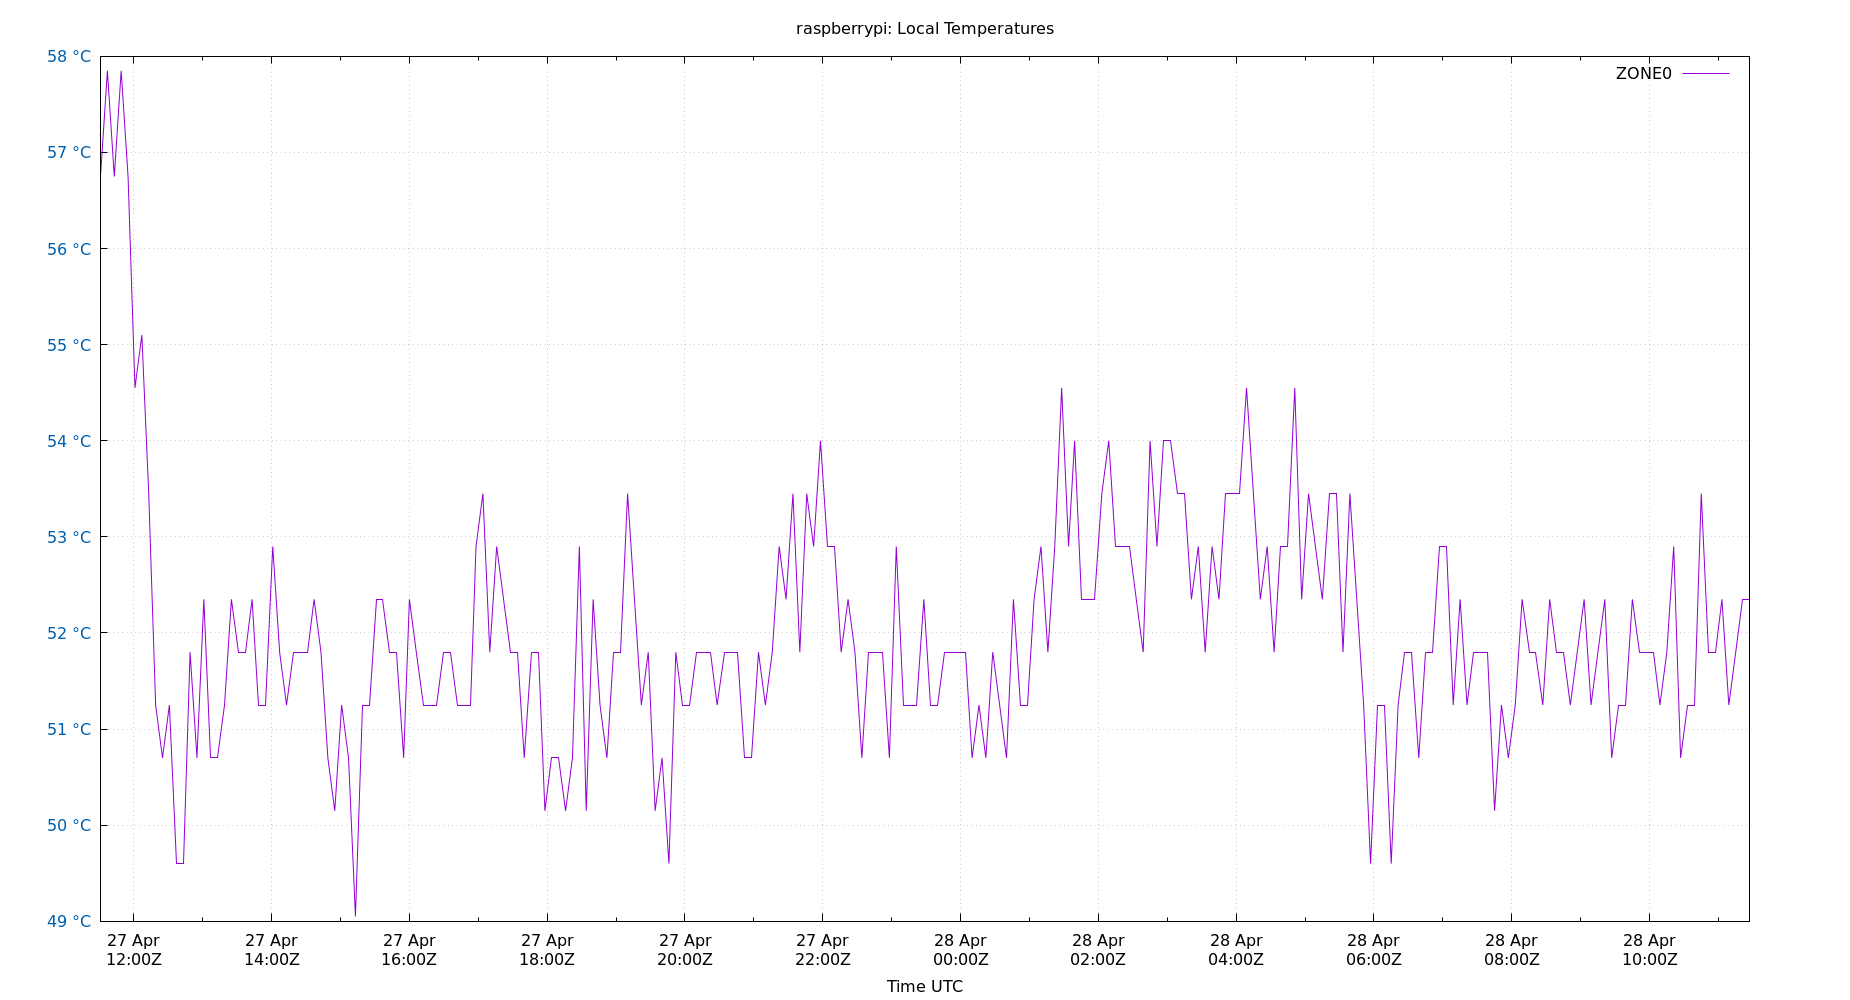 raspberrypi: Local Temperatures
58 °C
ZONE0
57 °C
56 °C
55 °C
54 °C
53 °C
52 °C
51 °C
50 °C
49 °C
27 Apr 27 Apr 27 Apr 27 Apr 27 Apr 27 Apr 28 Apr 28 Apr 28 Apr 28 Apr 28 Apr 28 Apr
12:00Z 14:00Z 16:00Z 18:00Z 20:00Z 22:00Z 00:00Z 02:00Z 04:00Z 06:00Z 08:00Z 10:00Z
Time UTC